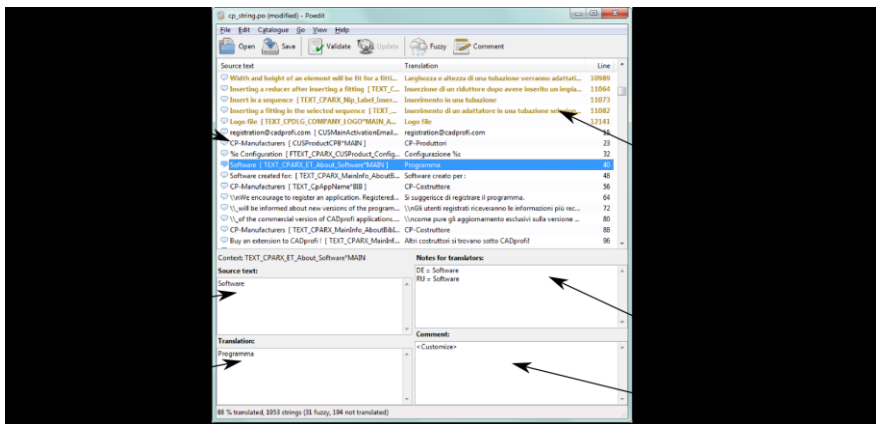 cp_string.po (modified) - Poedit
File Edit Catalogue Go View Help
Open Save Validate Update Fuzzy Comment
Source text Translation Line
Width and height of an element will be fit for a fitti... Larghezza e altezza di una tubazione verranno adattati... 10989
Inserting a reducer after inserting a fitting [ TEXT_C... Inserzione di un riduttore dopo avere inserito un impia... 11064
Insert in a sequence [ TEXT_CPARX_Nip_Label_Inser... Inserimento in una tubazione 11073
Inserting a fitting in the selected sequence [ TEXT_... Inserimento di un adattatore in una tubazione 11082
Logo file [ TEXT_CPDLG_COMPANY_LOGO"MAIN_A... Logo file 12141
registration@cadprofi.com [ CUSMainActivationEmail... registration@cadprofi.com
CP-Manufacturers [ CUSProductCPB"MAIN ] CP-Produttori 23
%s Configuration [ FTEXT_CPARX_CUSProduct_Config... Configurazione %s 32
Software [ TEXT_CPARX_ET_About_Software"MAIN ] Programma 40
Software created for: [ TEXT_CPARX_MainInfo_AboutB... Software creato per : 48
CP-Manufacturers [ TEXT_CpAppName"BIB ] CP-Costruttore 56
\\nWe encourage to register an application. Registered... Si suggerisce di registrare il programma. 64
\\_will be informed about new versions of the program... \\nGli utenti registrati riceveranno le informazioni più rec... 72
\\_of the commercial version of CADprofi applications.... \\ncome pure gli aggiornamento esclusivi sulla versione ... 80
CP-Manufacturers [ TEXT_CPARX_MainInfo_AboutBibl... CP-Costruttore 88
Buy an extension to CADprofi ! [ TEXT_CPARX_MainInf... Altri costruttori si trovano sotto CADprofi! 96
Context: TEXT_CPARX_ET_About_Software"MAIN
Notes for translators:
Source text:
DE = Software
RU = Software
Software
Comment:
Translation:
<Customize>
Programma
88 % translated, 1953 strings (31 fuzzy, 194 not translated)